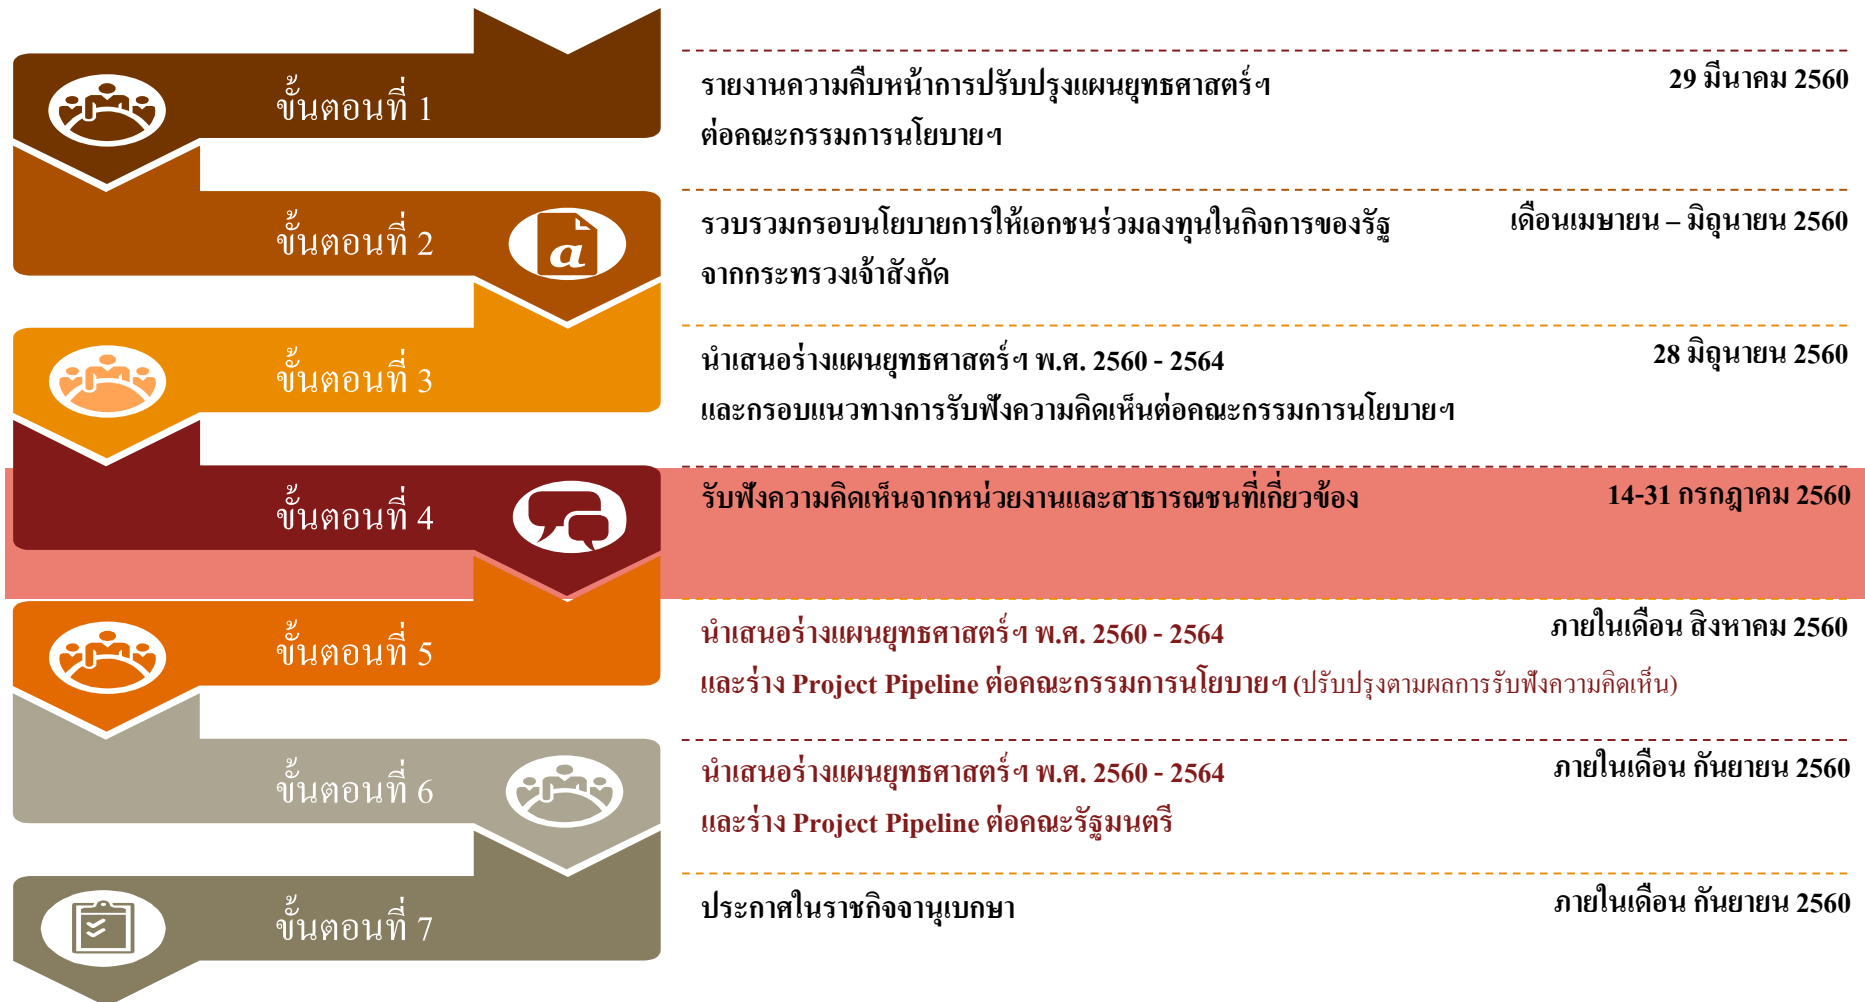 ขั้นตอนที่ 1
รายงานความคืบหน้าการปรับปรุงแผนยุทธศาสตร์ฯ
29 มีนาคม 2560
ต่อคณะกรรมการนโยบายฯ
ขั้นตอนที่ 2
a
รวบรวมกรอบนโยบายการให้เอกชนร่วมลงทุนในกิจการของรัฐ
เดือนเมษายน – มิถุนายน 2560
จากกระทรวงเจ้าสังกัด
ขั้นตอนที่ 3
นำเสนอร่างแผนยุทธศาสตร์ฯ พ.ศ. 2560 - 2564
28 มิถุนายน 2560
และกรอบแนวทางการรับฟังความคิดเห็นต่อคณะกรรมการนโยบายฯ
ขั้นตอนที่ 4
รับฟังความคิดเห็นจากหน่วยงานและสาธารณชนที่เกี่ยวข้อง
14-31 กรกฎาคม 2560
ขั้นตอนที่ 5
นำเสนอร่างแผนยุทธศาสตร์ฯ พ.ศ. 2560 - 2564
ภายในเดือน สิงหาคม 2560
และร่าง Project Pipeline ต่อคณะกรรมการนโยบายฯ (ปรับปรุงตามผลการรับฟังความคิดเห็น)
ขั้นตอนที่ 6
นำเสนอร่างแผนยุทธศาสตร์ฯ พ.ศ. 2560 - 2564
ภายในเดือน กันยายน 2560
และร่าง Project Pipeline ต่อคณะรัฐมนตรี
ขั้นตอนที่ 7
ประกาศในราชกิจจานุเบกษา
ภายในเดือน กันยายน 2560